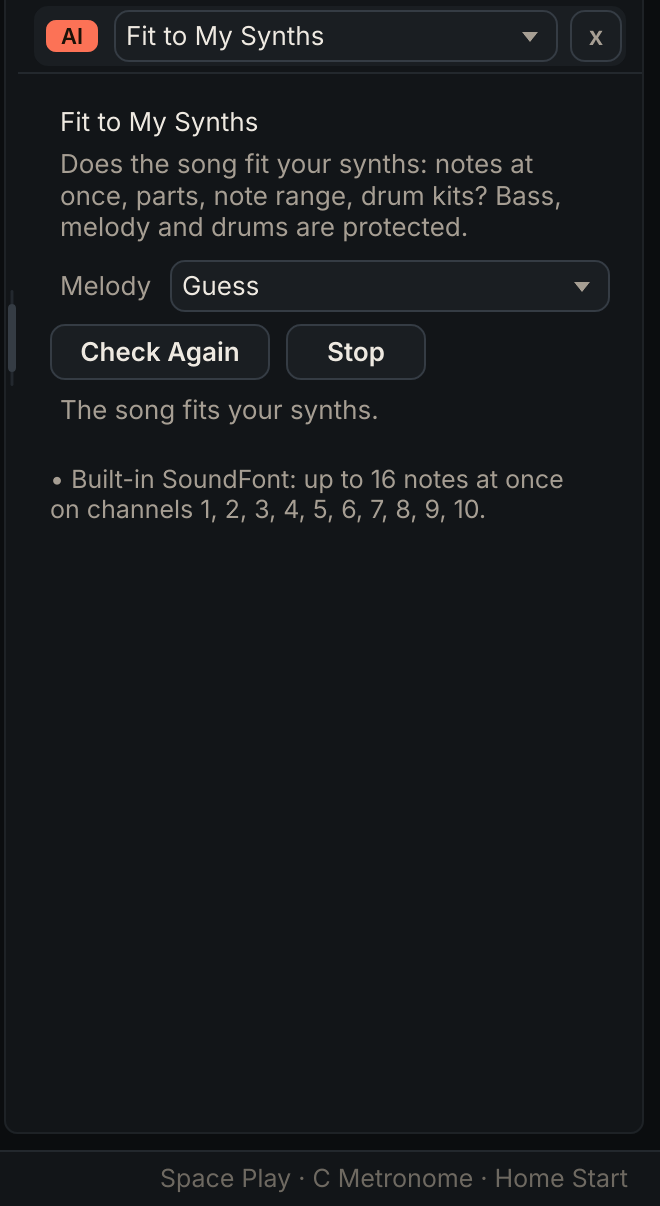 AI Fit to My Synths x
Fit to My Synths
Does the song fit your synths: notes at
once, parts, note range, drum kits? Bass,
melody and drums are protected.
Melody Guess
Check Again Stop
The song fits your synths.
• Built-in SoundFont: up to 16 notes at once
on channels 1, 2, 3, 4, 5, 6, 7, 8, 9, 10.
Space Play · C Metronome · Home Start